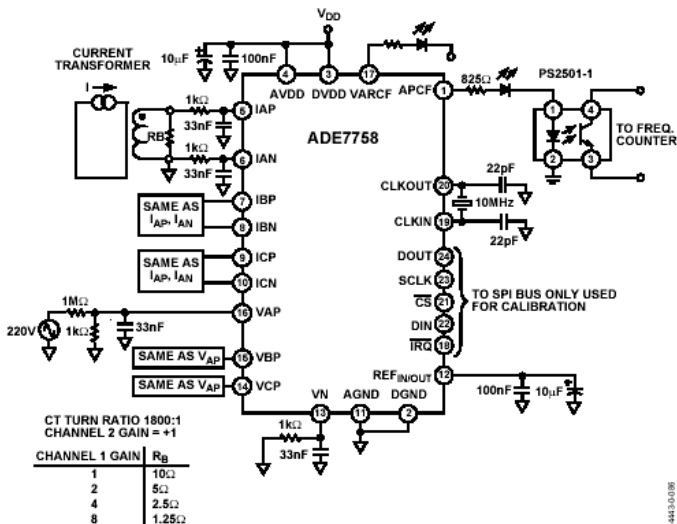 VDD
CURRENT
TRANSFORMER
I
10µF
100nF
825Ω
PS2501-1
4
3
17
AVDD
DVDD
VARCF
APCF
1
1
4
1kΩ
5
IAP
RB
33nF
ADE7758
TO FREQ.
COUNTER
1kΩ
6
IAN
33nF
2
3
22pF
CLKOUT
20
SAME AS
IAP, IAN
7
IBP
10MHz
8
IBN
CLKIN
19
22pF
SAME AS
IAP, IAN
9
ICP
10
ICN
DOUT
24
SCLK
23
1MΩ
16
VAP
CS
21
TO SPI BUS ONLY USED
FOR CALIBRATION
220V
1kΩ
33nF
DIN
22
IRQ
18
SAME AS VAP
15
VBP
SAME AS VAP
14
VCP
REFIN/OUT
12
100nF
10µF
VN
AGND
DGND
13
11
2
1kΩ
33nF
CT TURN RATIO 1800:1
CHANNEL 2 GAIN = +1
CHANNEL 1 GAIN RB
1 10Ω
2 5Ω
4 2.5Ω
8 1.25Ω